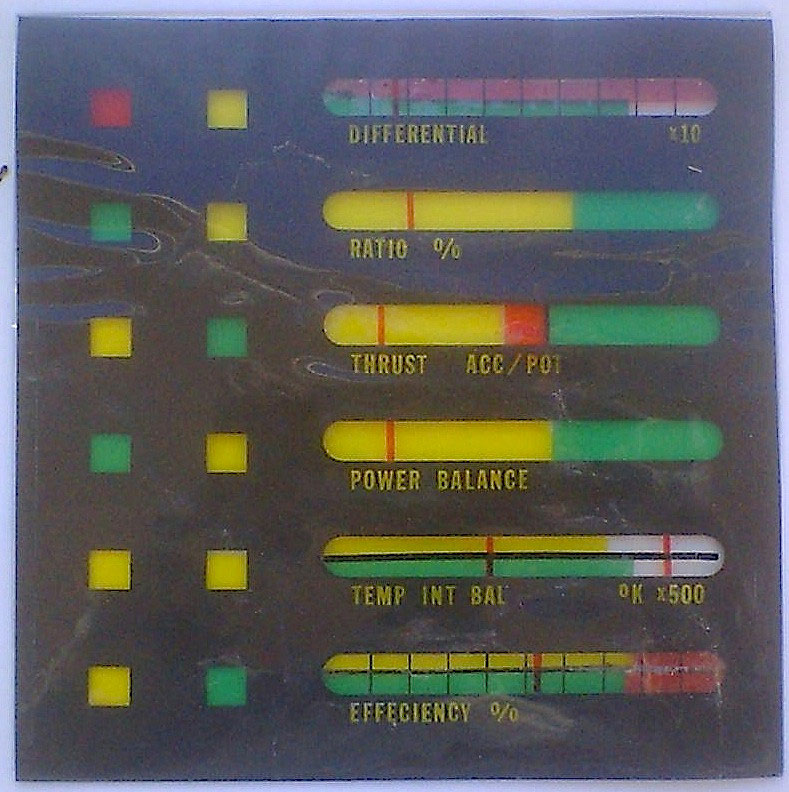 DIFFERENTIAL x10
RATIO %
THRUST ACC/POT
POWER BALANCE
TEMP INT BAL °K x500
EFFECIENCY %